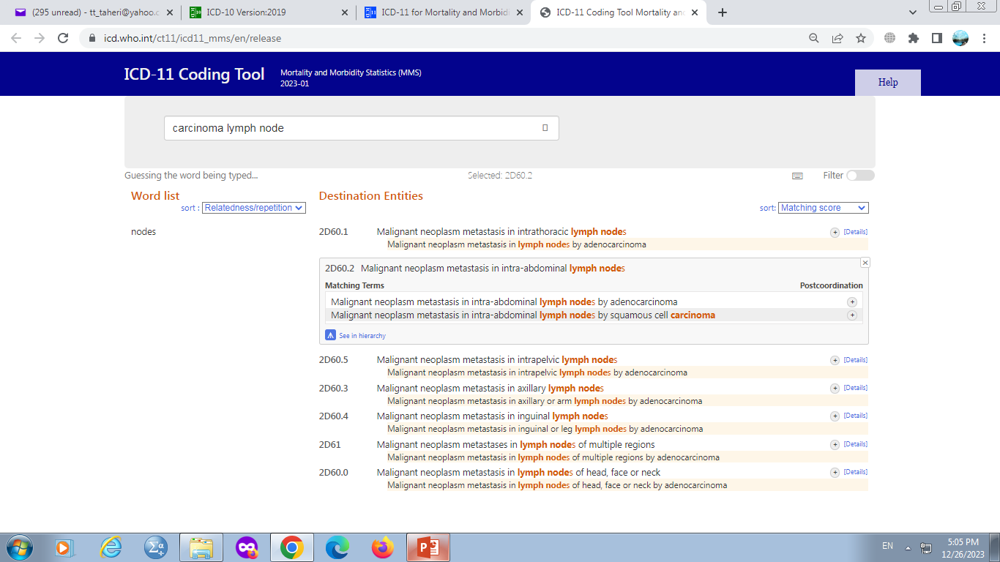 (295 unread) - tt_taheri@yahoo.c
ICD-10 Version:2019
ICD-11 for Mortality and Morbidi
ICD-11 Coding Tool Mortality and
icd.who.int/ct11/icd11_mms/en/release
ICD-11 Coding Tool
Mortality and Morbidity Statistics (MMS)
2023-01
Help
carcinoma lymph node
Guessing the word being typed...
Selected: 2D60.2
Filter
Word list
sort : Relatedness/repetition
nodes
Destination Entities
sort: Matching score
2D60.1 Malignant neoplasm metastasis in intrathoracic lymph nodes [Details]
Malignant neoplasm metastasis in lymph nodes by adenocarcinoma
2D60.2 Malignant neoplasm metastasis in intra-abdominal lymph nodes
Matching Terms Postcoordination
Malignant neoplasm metastasis in intra-abdominal lymph nodes by adenocarcinoma
Malignant neoplasm metastasis in intra-abdominal lymph nodes by squamous cell carcinoma
See in hierarchy
2D60.5 Malignant neoplasm metastasis in intrapelvic lymph nodes [Details]
Malignant neoplasm metastasis in intrapelvic lymph nodes by adenocarcinoma
2D60.3 Malignant neoplasm metastasis in axillary lymph nodes [Details]
Malignant neoplasm metastasis in axillary or arm lymph nodes by adenocarcinoma
2D60.4 Malignant neoplasm metastasis in inguinal lymph nodes [Details]
Malignant neoplasm metastasis in inguinal or leg lymph nodes by adenocarcinoma
2D61 Malignant neoplasm metastases in lymph nodes of multiple regions [Details]
Malignant neoplasm metastasis in lymph nodes of multiple regions by adenocarcinoma
2D60.0 Malignant neoplasm metastasis in lymph nodes of head, face or neck [Details]
Malignant neoplasm metastasis in lymph nodes of head, face or neck by adenocarcinoma
EN
5:05 PM
12/26/2023